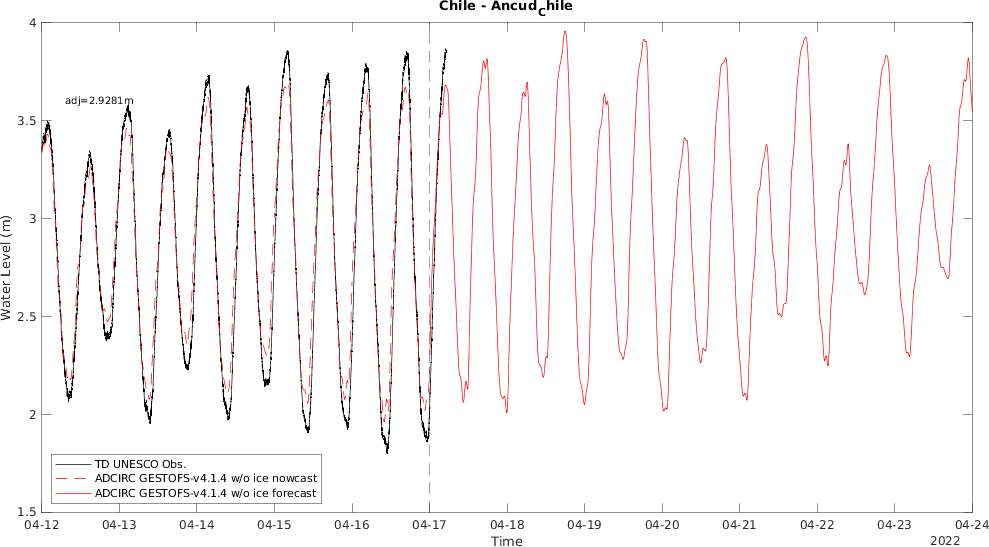 Chile - Ancud_Chile
4
adj=2.9281m
3.5
3
2.5
2
1.5
Water Level (m)
TD UNESCO Obs.
ADCIRC GESTOFS-v4.1.4 w/o ice nowcast
ADCIRC GESTOFS-v4.1.4 w/o ice forecast
04-12 04-13 04-14 04-15 04-16 04-17 04-18 04-19 04-20 04-21 04-22 04-23 04-24
Time
2022